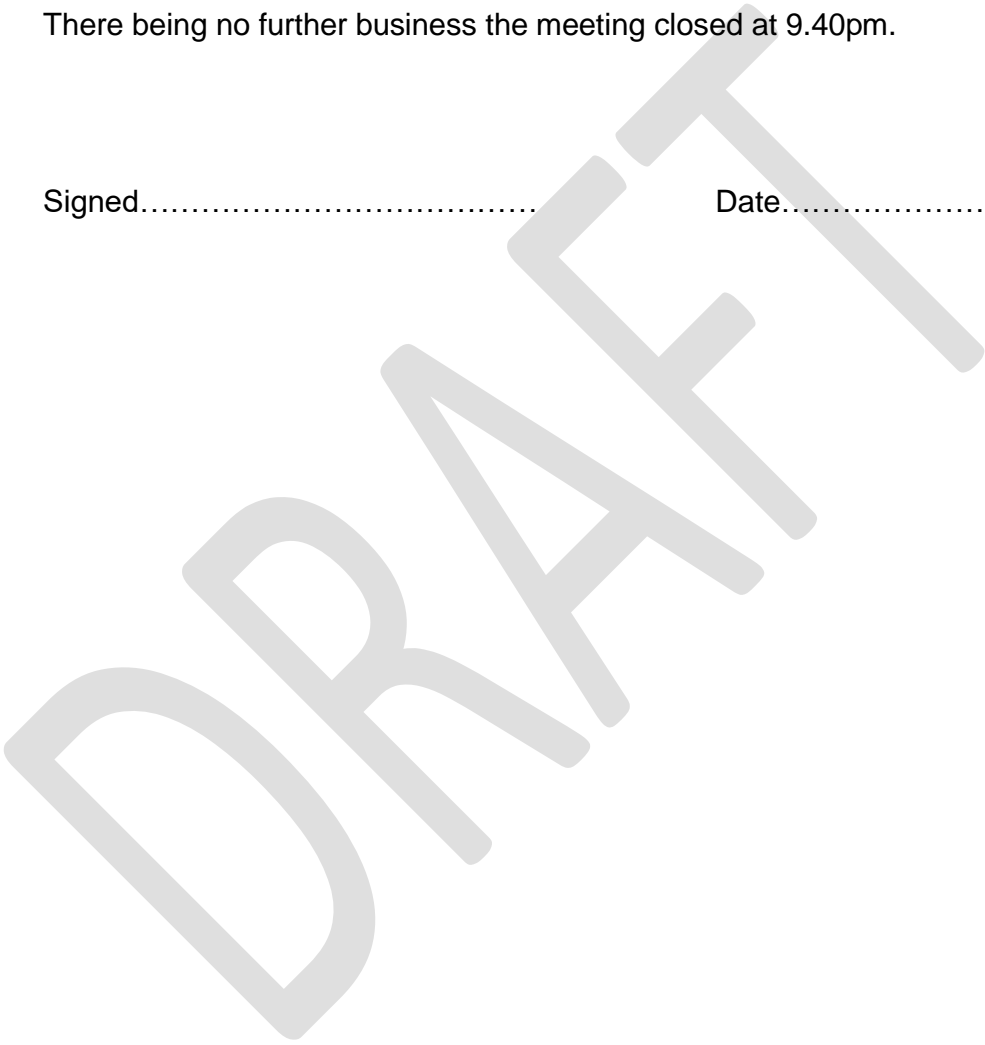 There being no further business the meeting closed at 9.40pm.
Signed………………………………… Date………………..
DRAFT